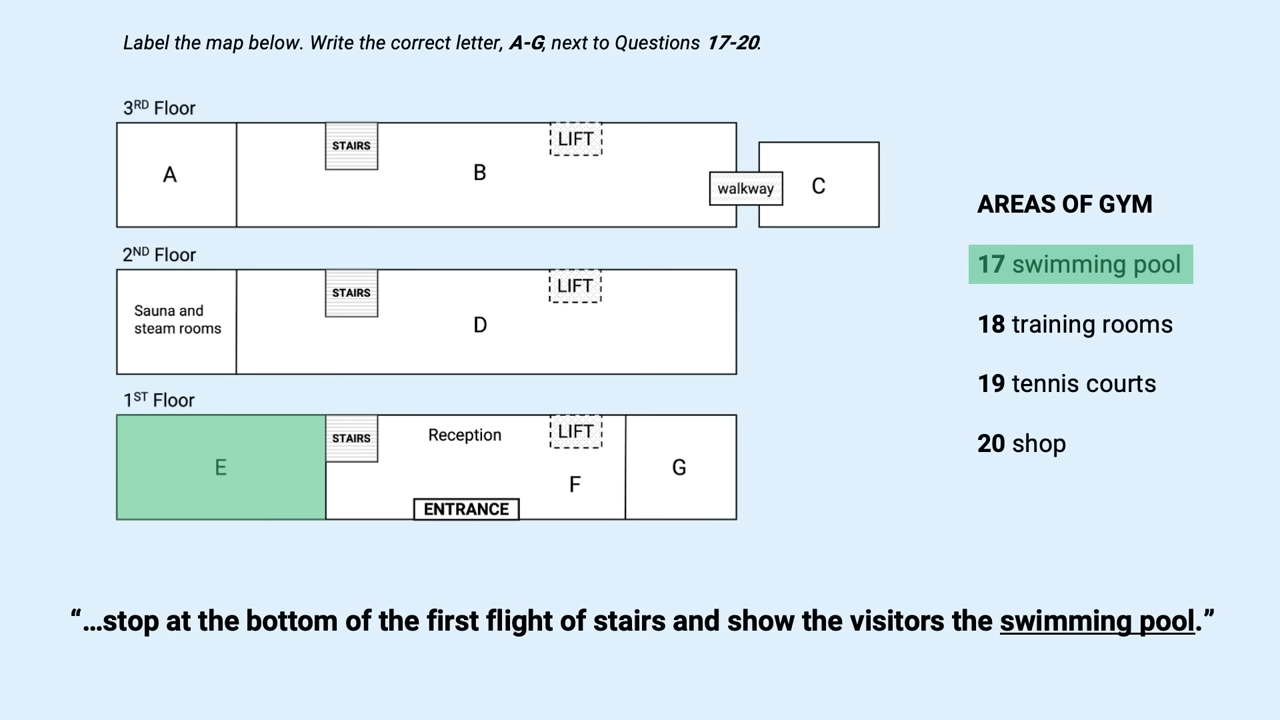 Label the map below. Write the correct letter, A-G, next to Questions 17-20.
3RD Floor
A
STAIRS
B
LIFT
walkway
C
2ND Floor
Sauna and
steam rooms
STAIRS
D
LIFT
1ST Floor
E
STAIRS
Reception
LIFT
F
G
ENTRANCE
AREAS OF GYM
17 swimming pool
18 training rooms
19 tennis courts
20 shop
“...stop at the bottom of the first flight of stairs and show the visitors the swimming pool.”